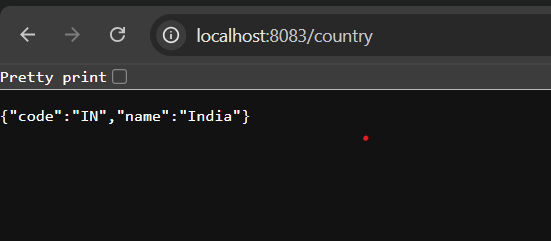 localhost:8083/country
Pretty print
{"code":"IN","name":"India"}